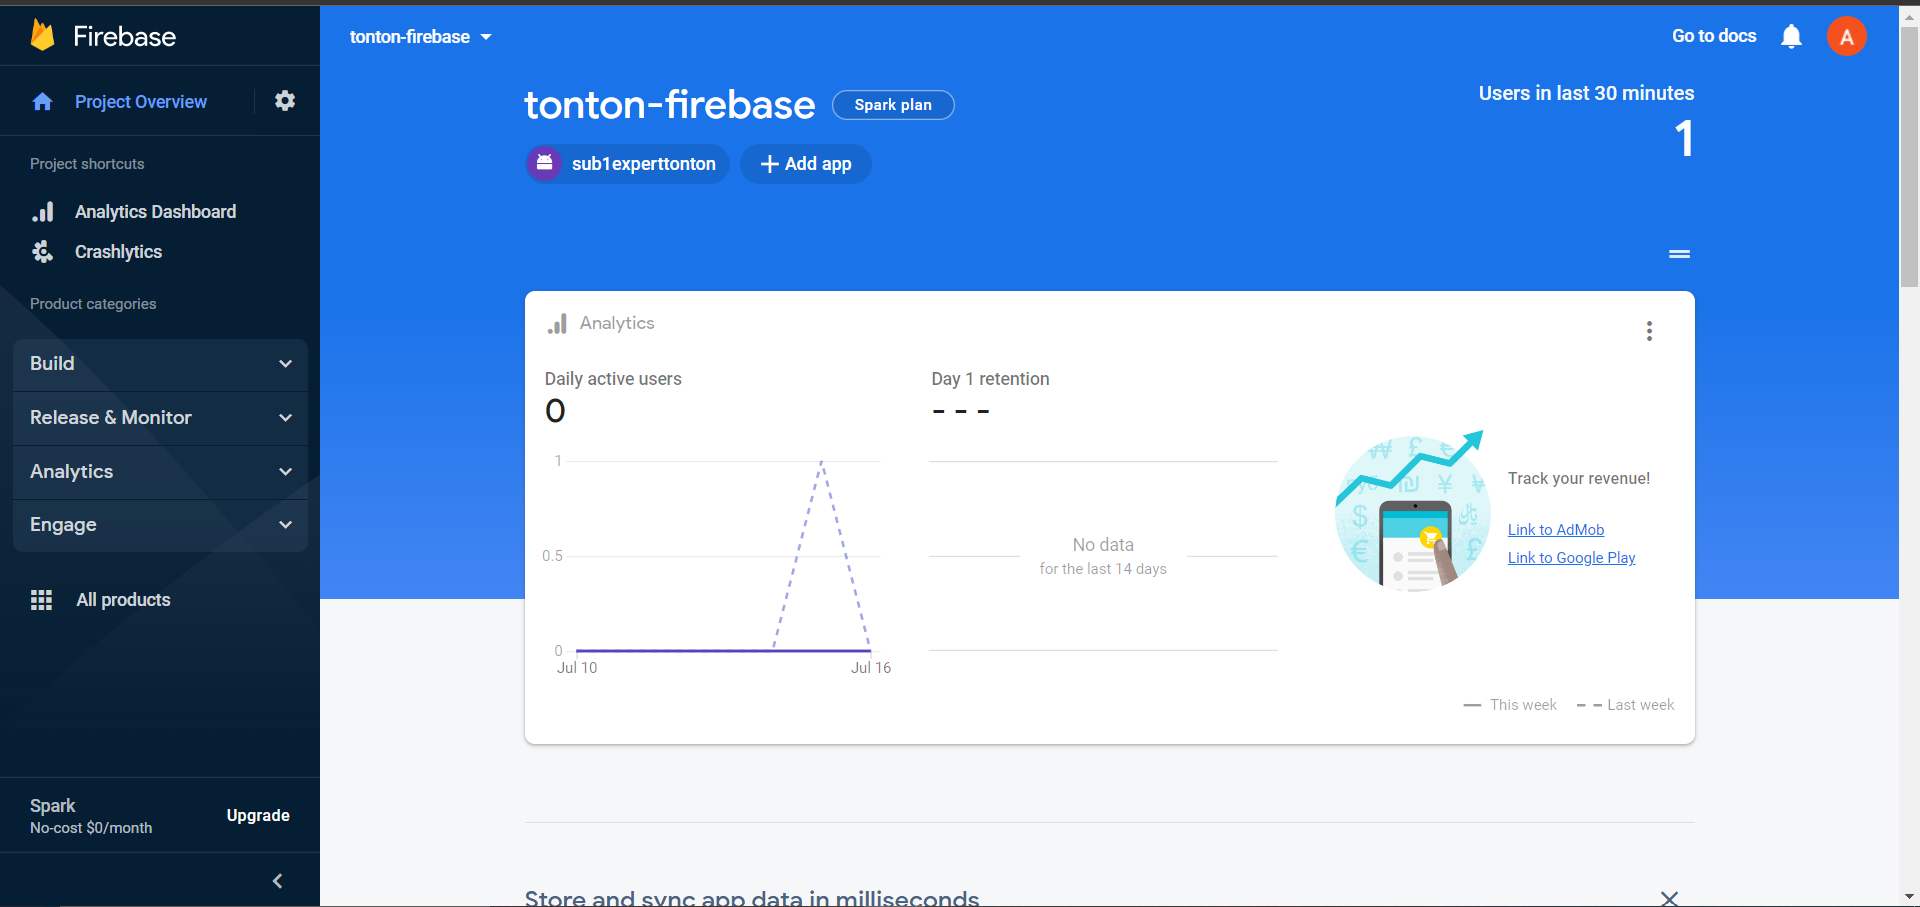 Firebase
Project Overview
Project shortcuts
Analytics Dashboard
Crashlytics
Product categories
Build
Release & Monitor
Analytics
Engage
All products
Spark
No-cost $0/month
Upgrade
tonton-firebase
Go to docs
A
tonton-firebase
Spark plan
Users in last 30 minutes
1
sub1experttonton
+ Add app
Analytics
Daily active users
0
1
0.5
0
Jul 10
Jul 16
Day 1 retention
- - -
No data
for the last 14 days
Track your revenue!
Link to AdMob
Link to Google Play
This week
Last week
Store and sync app data in milliseconds